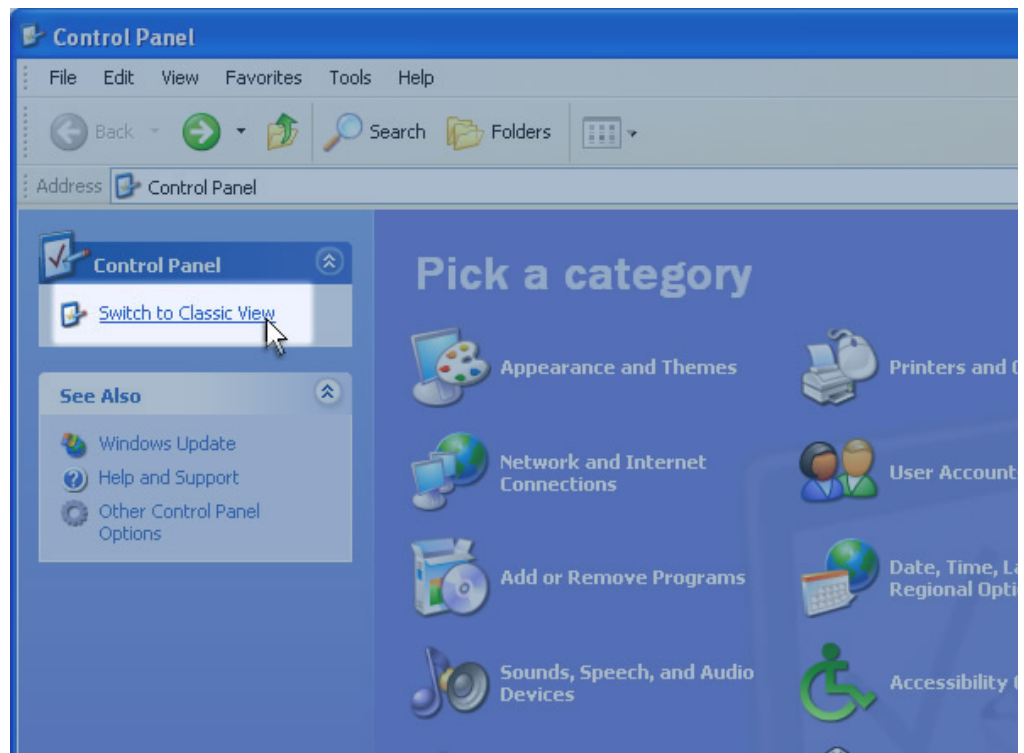 Control Panel
File Edit View Favorites Tools Help
Back Search Folders
Address Control Panel
Control Panel
Switch to Classic View
See Also
Windows Update
Help and Support
Other Control Panel
Options
Pick a category
Appearance and Themes
Printers and
Network and Internet
Connections
User Account
Add or Remove Programs
Date, Time,
Regional
Sounds, Speech, and Audio
Devices
Accessibility